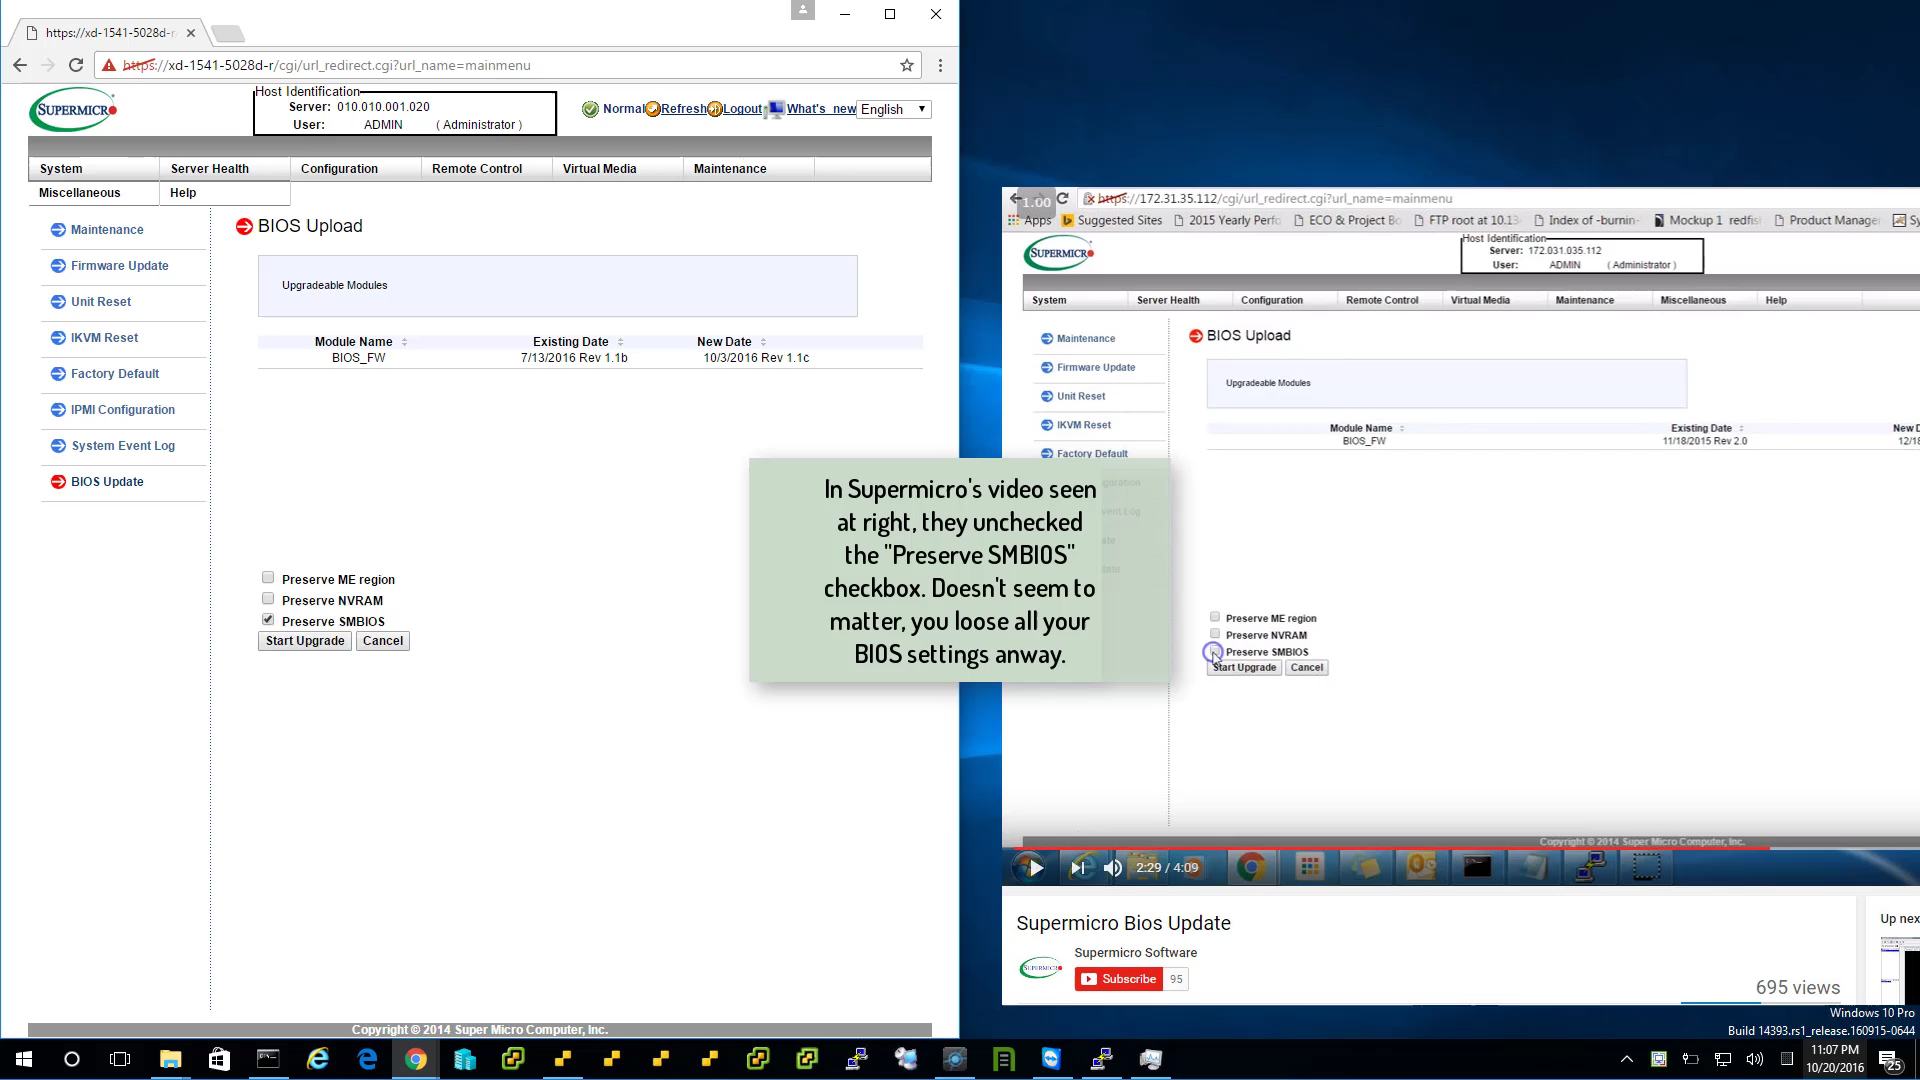 https://xd-1541-5028d-r
https://xd-1541-5028d-r/cgi/url_redirect.cgi?url_name=mainmenu
SUPERMICR
Host Identification
Server: 010.010.001.020
User: ADMIN ( Administrator )
Normal Refresh Logout What's new English
System Server Health Configuration Remote Control Virtual Media Maintenance
Miscellaneous Help
Maintenance
Firmware Update
Unit Reset
IKVM Reset
Factory Default
IPMI Configuration
System Event Log
BIOS Update
BIOS Upload
Upgradeable Modules
Module Name Existing Date New Date
BIOS_FW 7/13/2016 Rev 1.1b 10/3/2016 Rev 1.1c
Preserve ME region
Preserve NVRAM
Preserve SMBIOS
Start Upgrade Cancel
Copyright © 2014 Super Micro Computer, Inc.
In Supermicro's video seen
at right, they unchecked
the "Preserve SMBIOS"
checkbox. Doesn't seem to
matter, you loose all your
BIOS settings anway.
1.00
https://172.31.35.112/cgi/url_redirect.cgi?url_name=mainmenu
Apps Suggested Sites 2015 Yearly Perfo ECO & Project Bo FTP root at 10.13 Index of -burnin- Mockup 1 redfis Product Manage Sy
SUPERMICR
Host Identification
Server: 172.031.035.112
User: ADMIN ( Administrator )
System Server Health Configuration Remote Control Virtual Media Maintenance Miscellaneous Help
Maintenance
Firmware Update
Unit Reset
IKVM Reset
Factory Default
BIOS Upload
Upgradeable Modules
Module Name Existing Date New D
BIOS_FW 11/18/2015 Rev 2.0 12/18
Preserve ME region
Preserve NVRAM
Preserve SMBIOS
Start Upgrade Cancel
Copyright © 2014 Super Micro Computer, Inc.
2:29 / 4:09
Supermicro Bios Update
Supermicro Software
SUPERMICR
Subscribe 95
695 views
Up nex
Windows 10 Pro
Build 14393.rs1_release.160915-0644
11:07 PM
10/20/2016
25